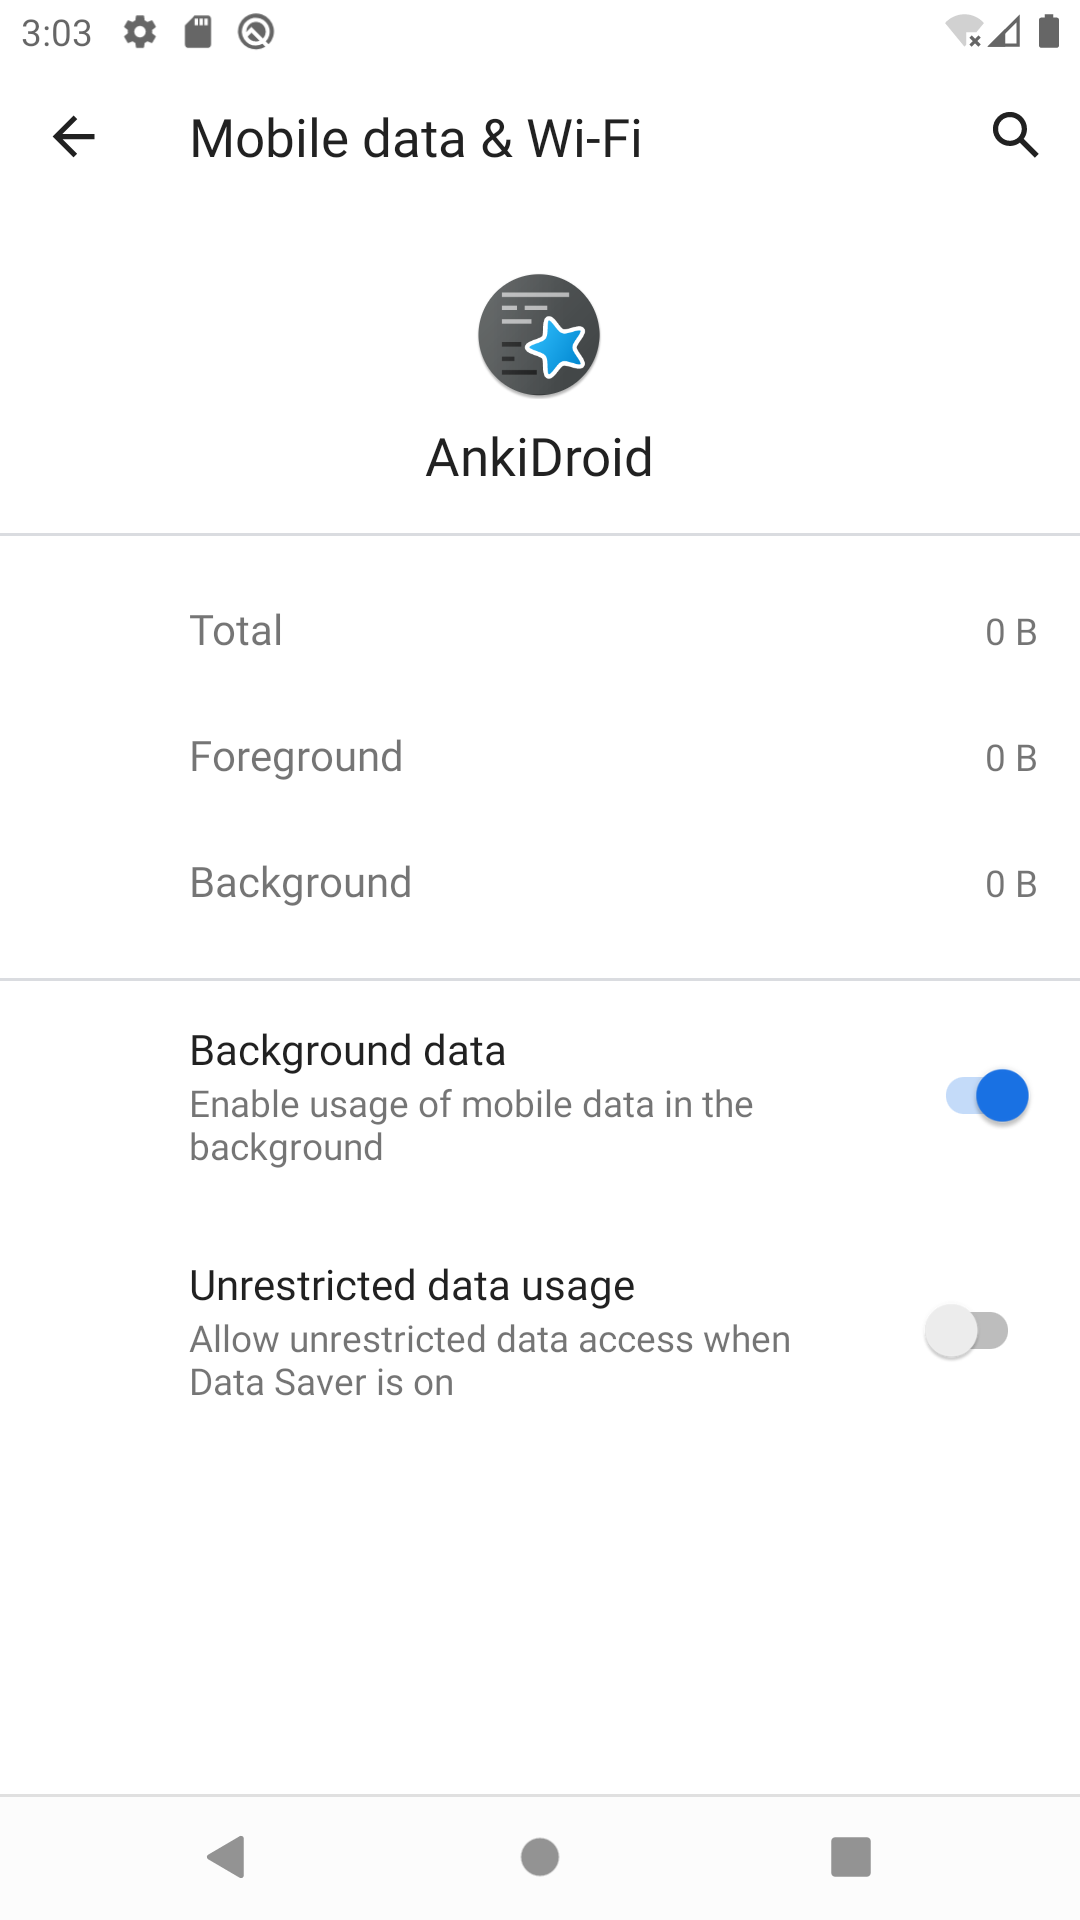 3:03
Mobile data & Wi-Fi
AnkiDroid
Total
0 B
Foreground
0 B
Background
0 B
Background data
Enable usage of mobile data in the
background
Unrestricted data usage
Allow unrestricted data access when
Data Saver is on